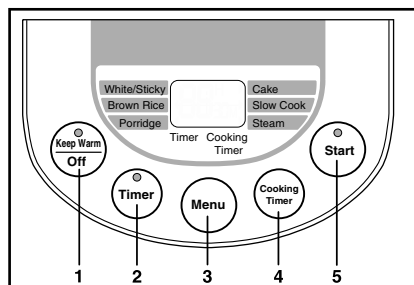 White/Sticky
Brown Rice
Porridge
Cake
Slow Cook
Steam
Timer
Cooking
Timer
Keep Warm
Off
Timer
Menu
Cooking
Timer
Start
1 2 3 4 5